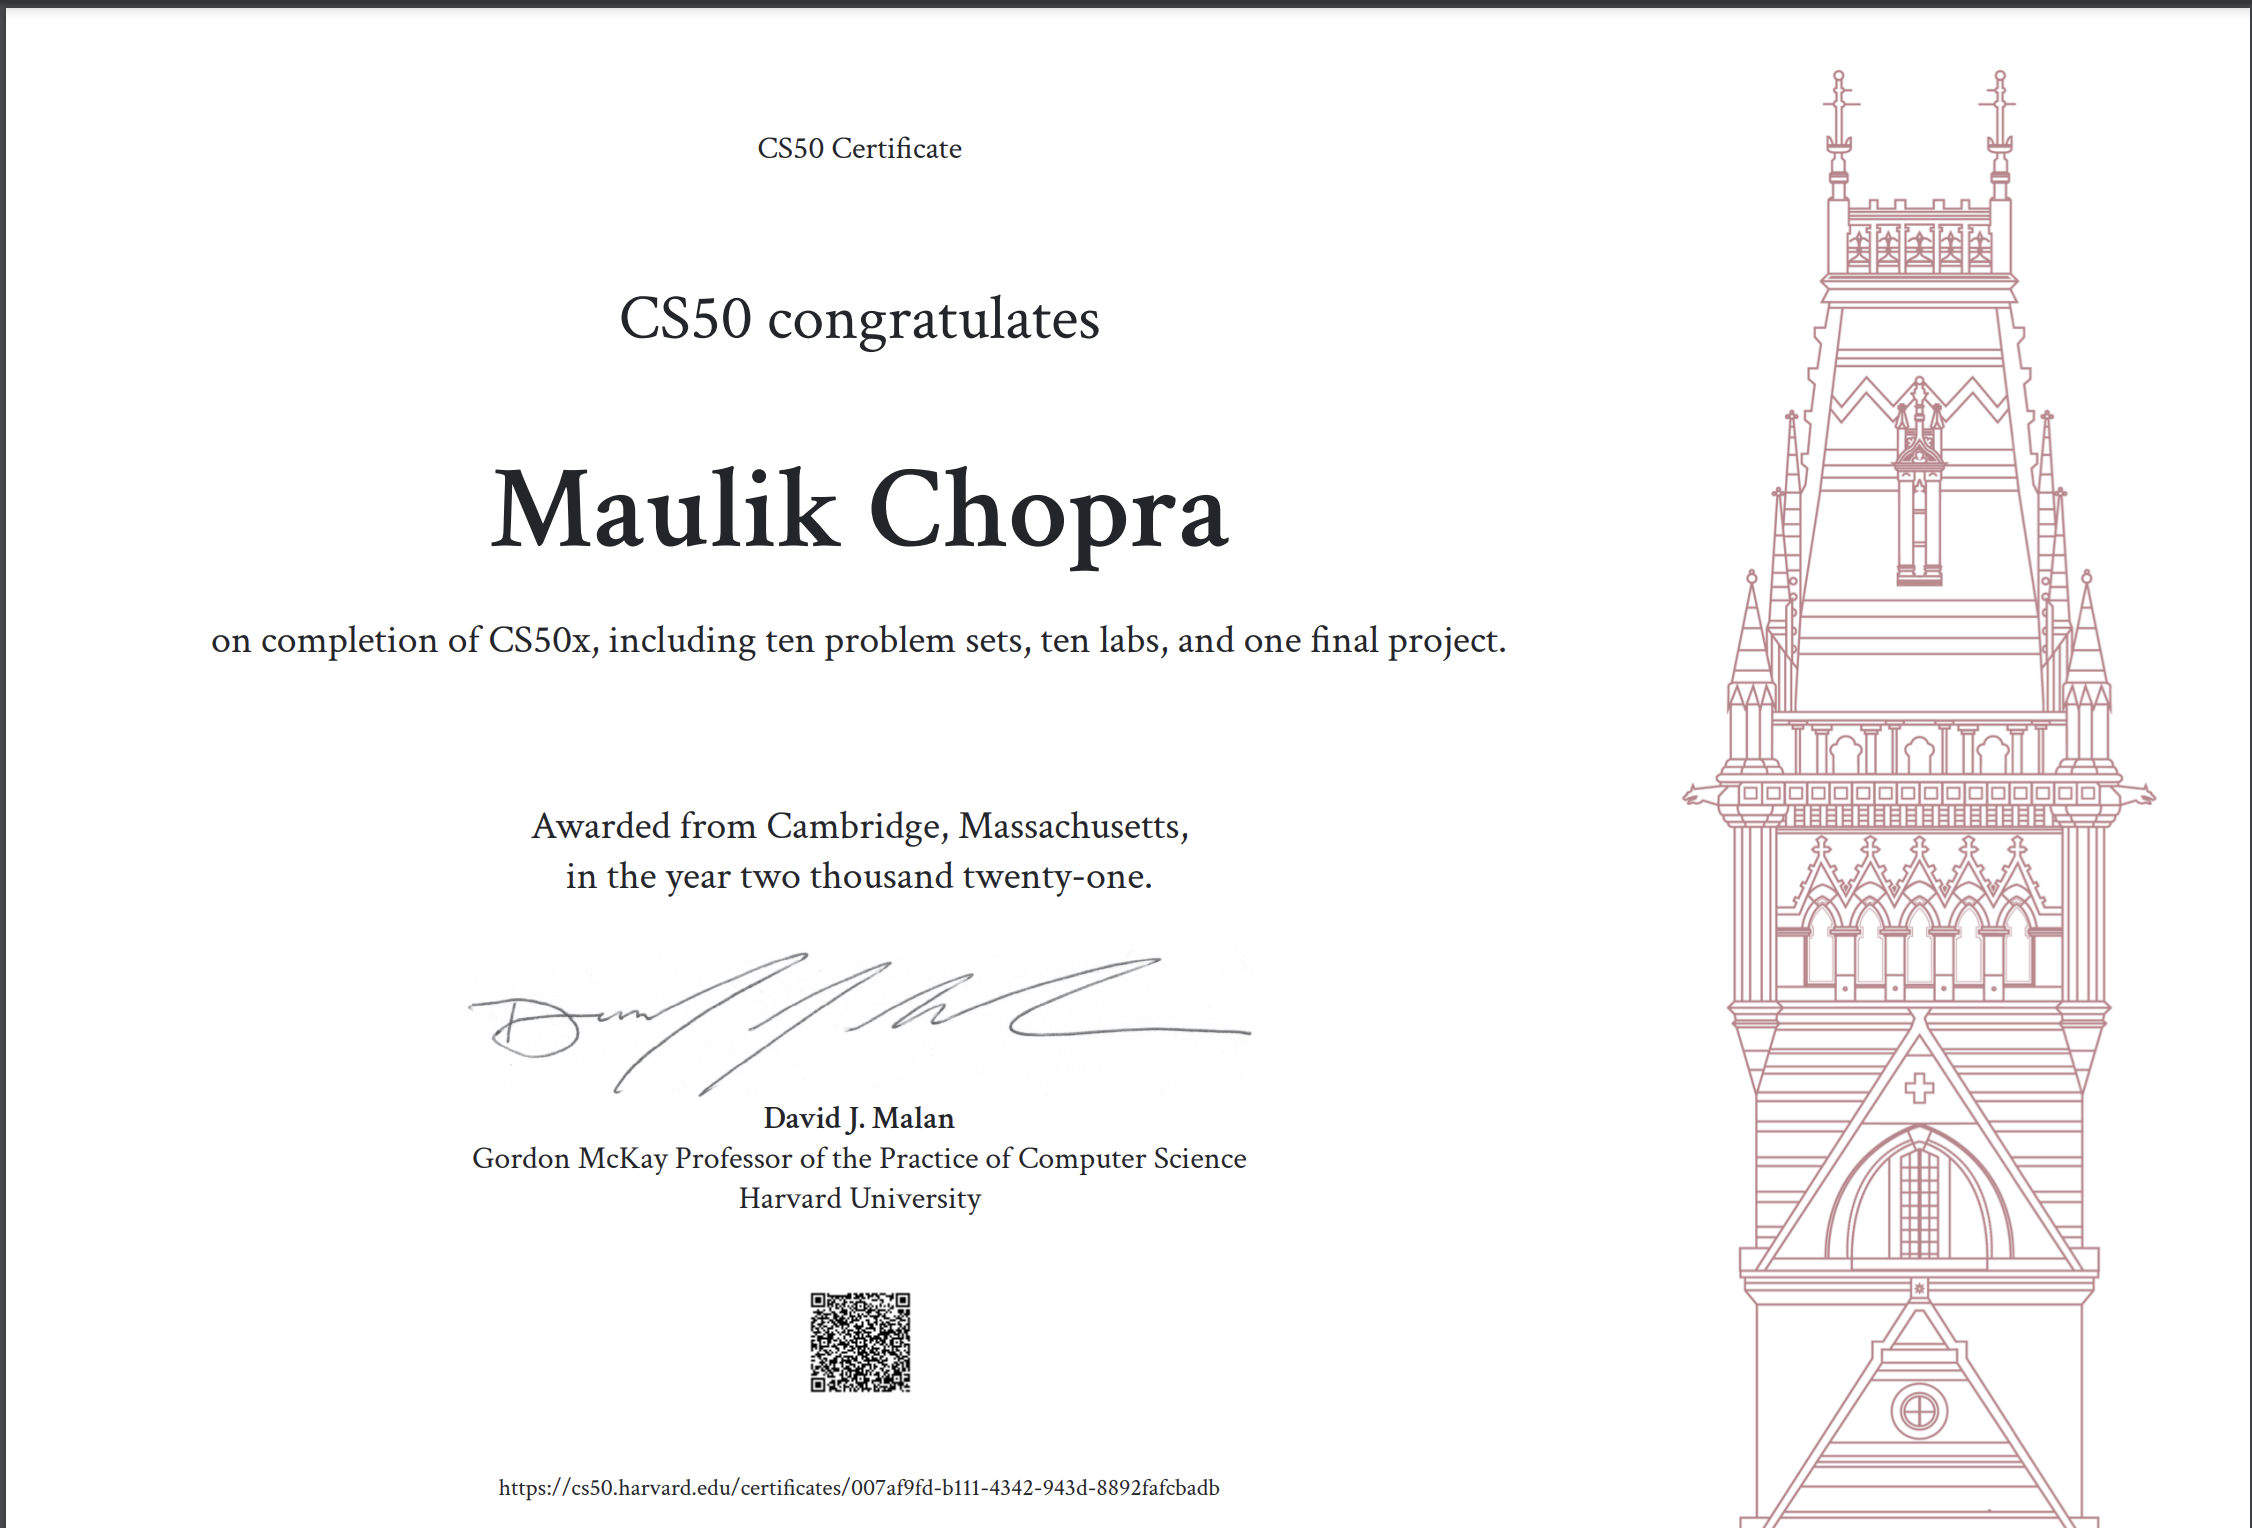 CS50 Certificate
CS50 congratulates
Maulik Chopra
on completion of CS50x, including ten problem sets, ten labs, and one final project.
Awarded from Cambridge, Massachusetts,
in the year two thousand twenty-one.
David J. Malan
Gordon McKay Professor of the Practice of Computer Science
Harvard University
https://cs50.harvard.edu/certificates/007af9fd-b111-4342-943d-8892fafcbadb